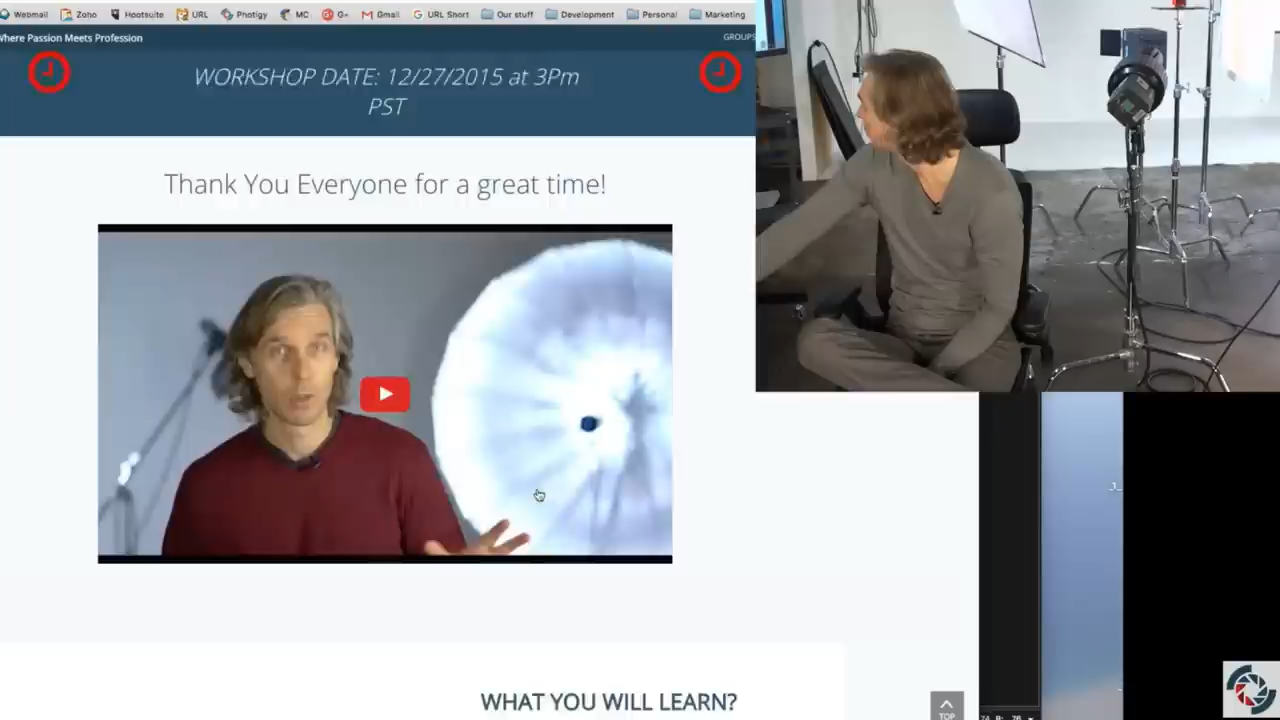 Webmail Zoho Hootsuite URL Photigy MC G+ Gmail URL Short Our stuff Development Personal Marketing
Where Passion Meets Profession GROUPS
WORKSHOP DATE: 12/27/2015 at 3Pm
PST
Thank You Everyone for a great time!
WHAT YOU WILL LEARN?
TOP